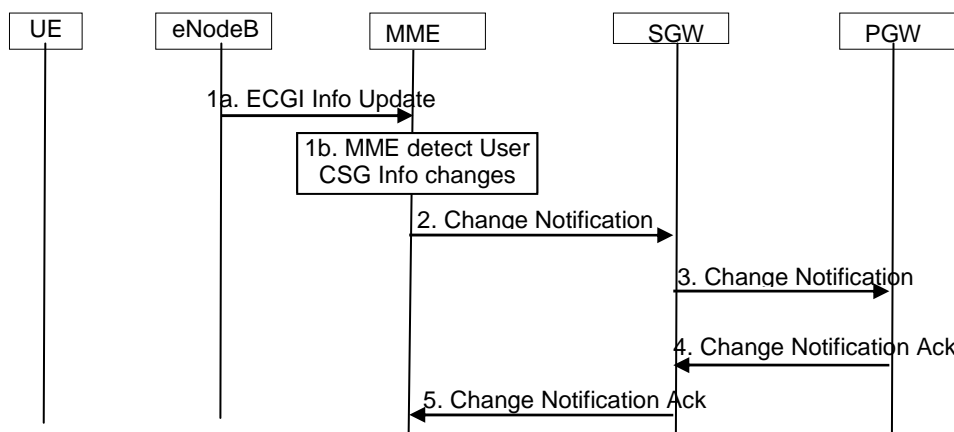 UE
eNodeB
MME
SGW
PGW
1a. ECGI Info Update
1b. MME detect User
CSG Info changes
2. Change Notification
3. Change Notification
4. Change Notification Ack
5. Change Notification Ack